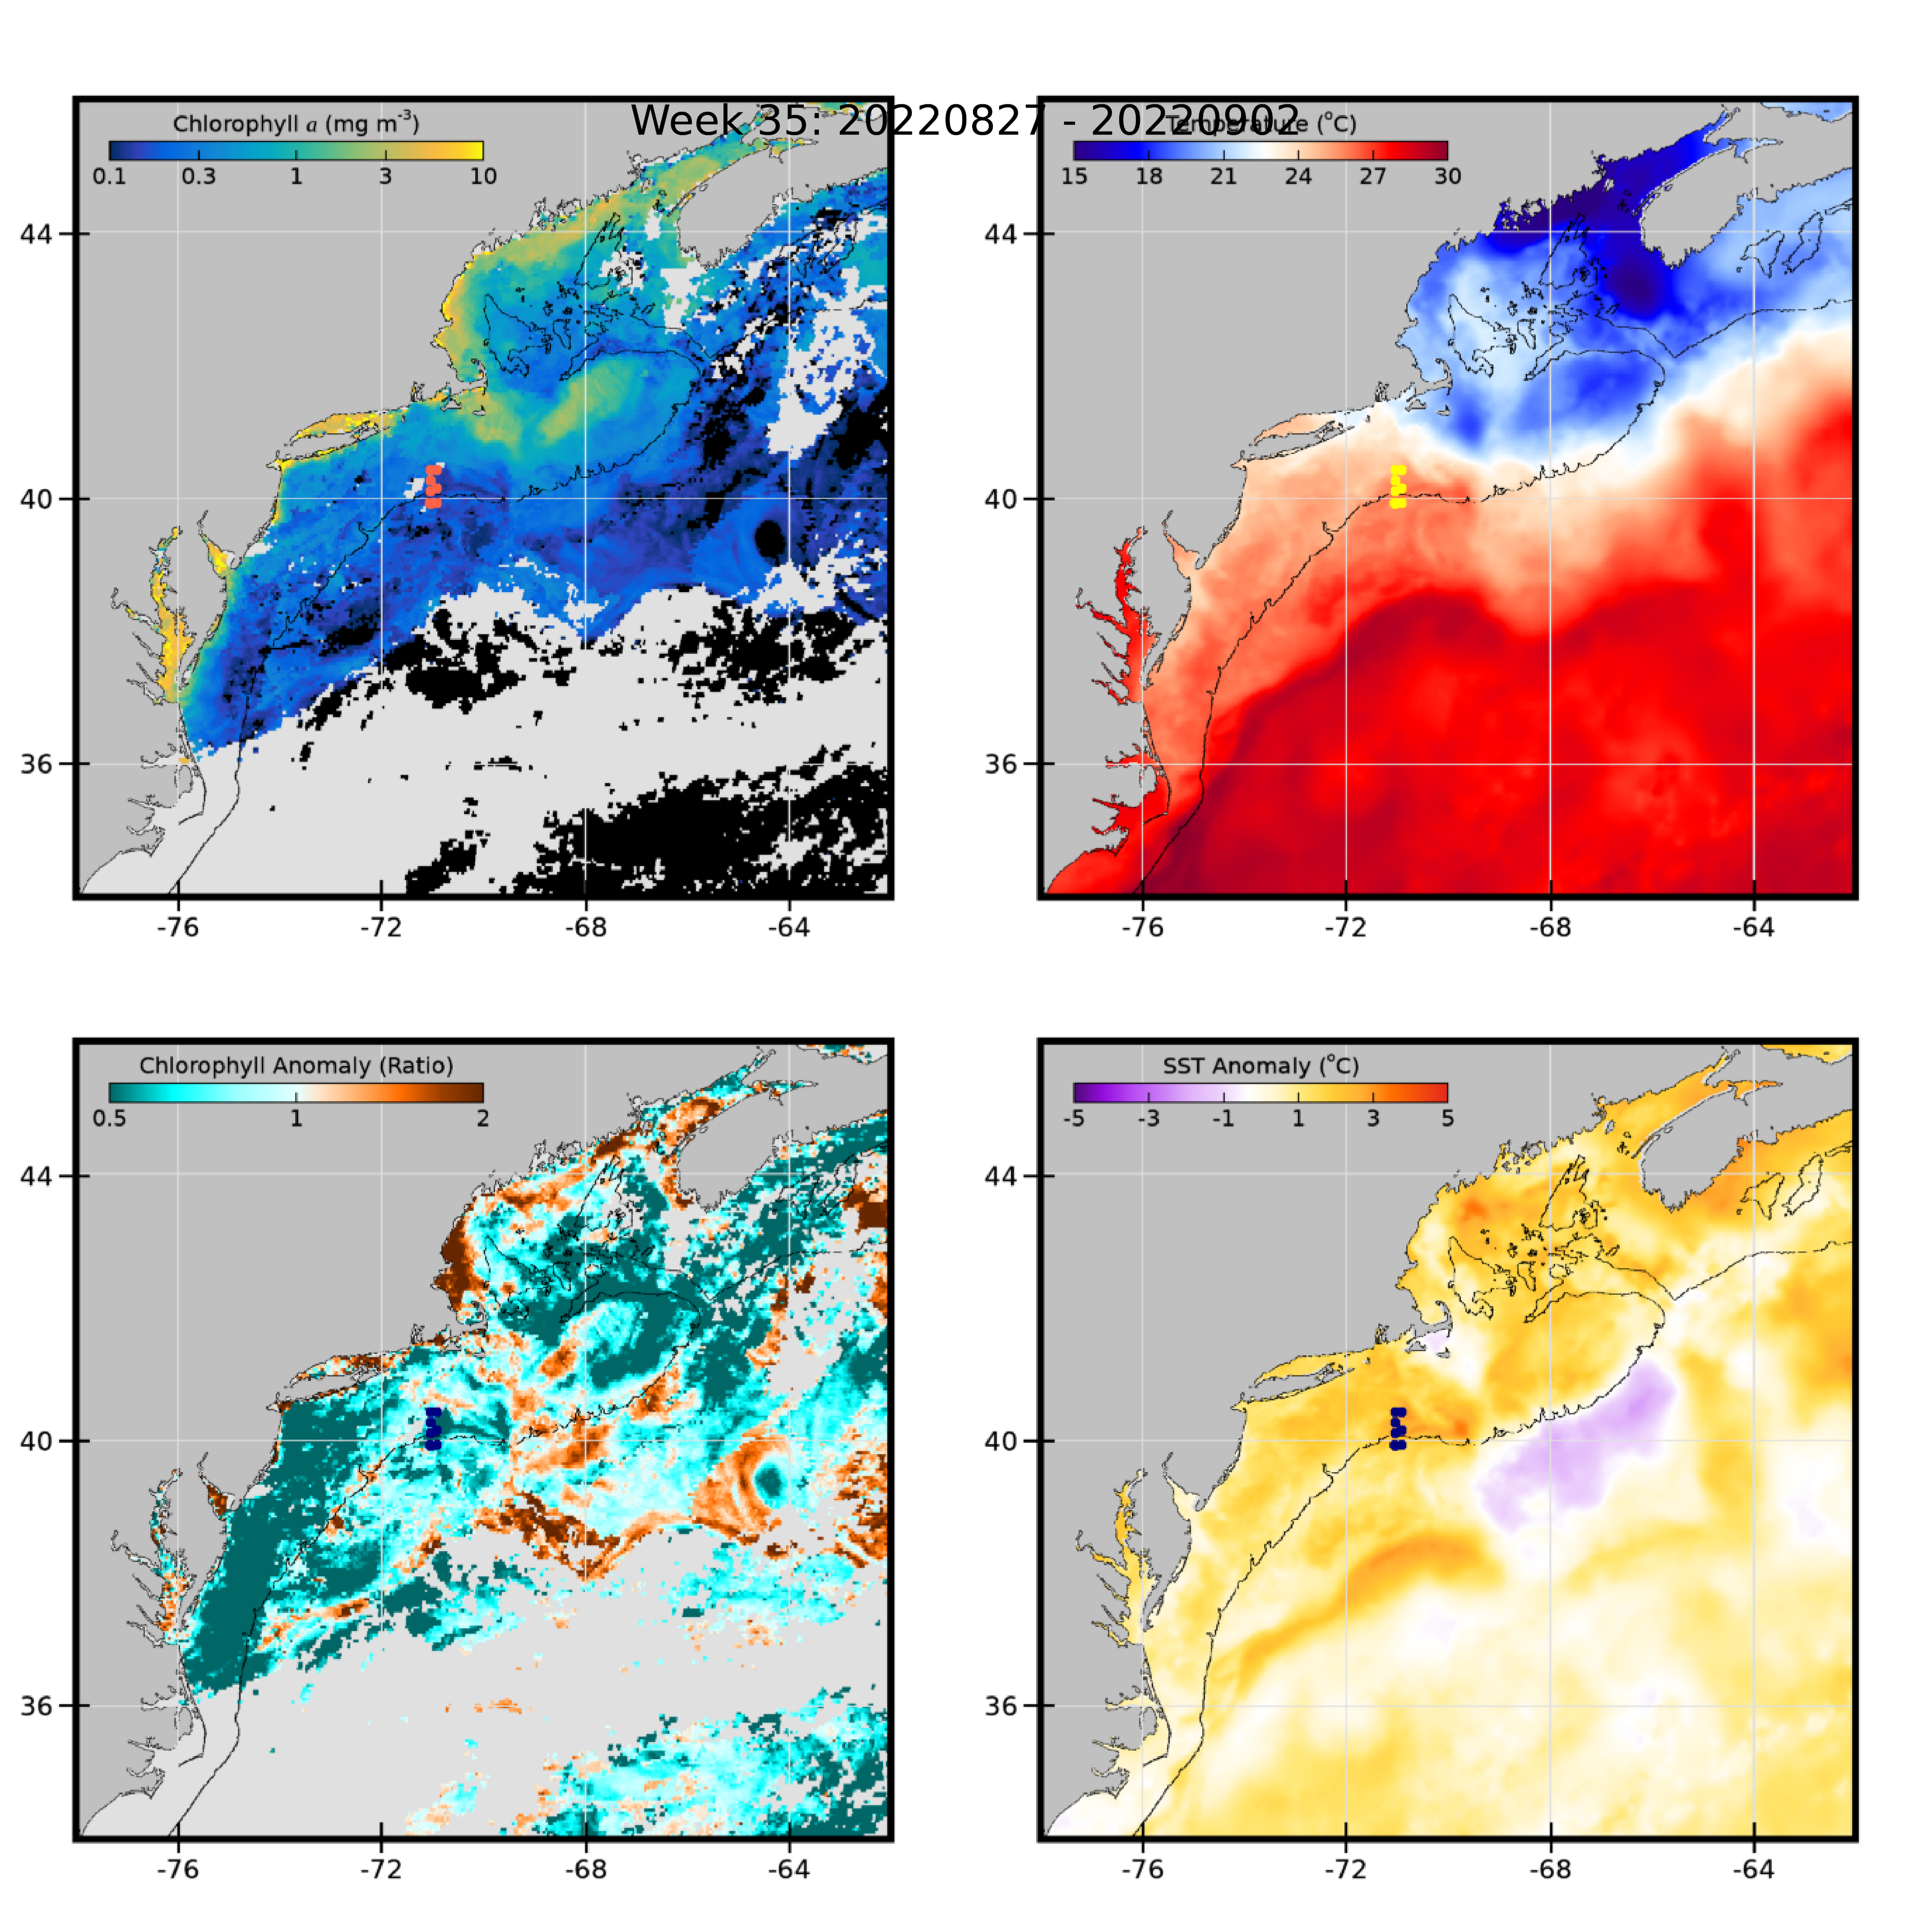 Week 35: 20220827 - 20220902
Chlorophyll a (mg m-3)
0.1 0.3 1 3 10
44
40
36
-76 -72 -68 -64
Temperature (oC)
15 18 21 24 27 30
44
40
36
-76 -72 -68 -64
Chlorophyll Anomaly (Ratio)
0.5 1 2
44
40
36
-76 -72 -68 -64
SST Anomaly (oC)
-5 -3 -1 1 3 5
44
40
36
-76 -72 -68 -64